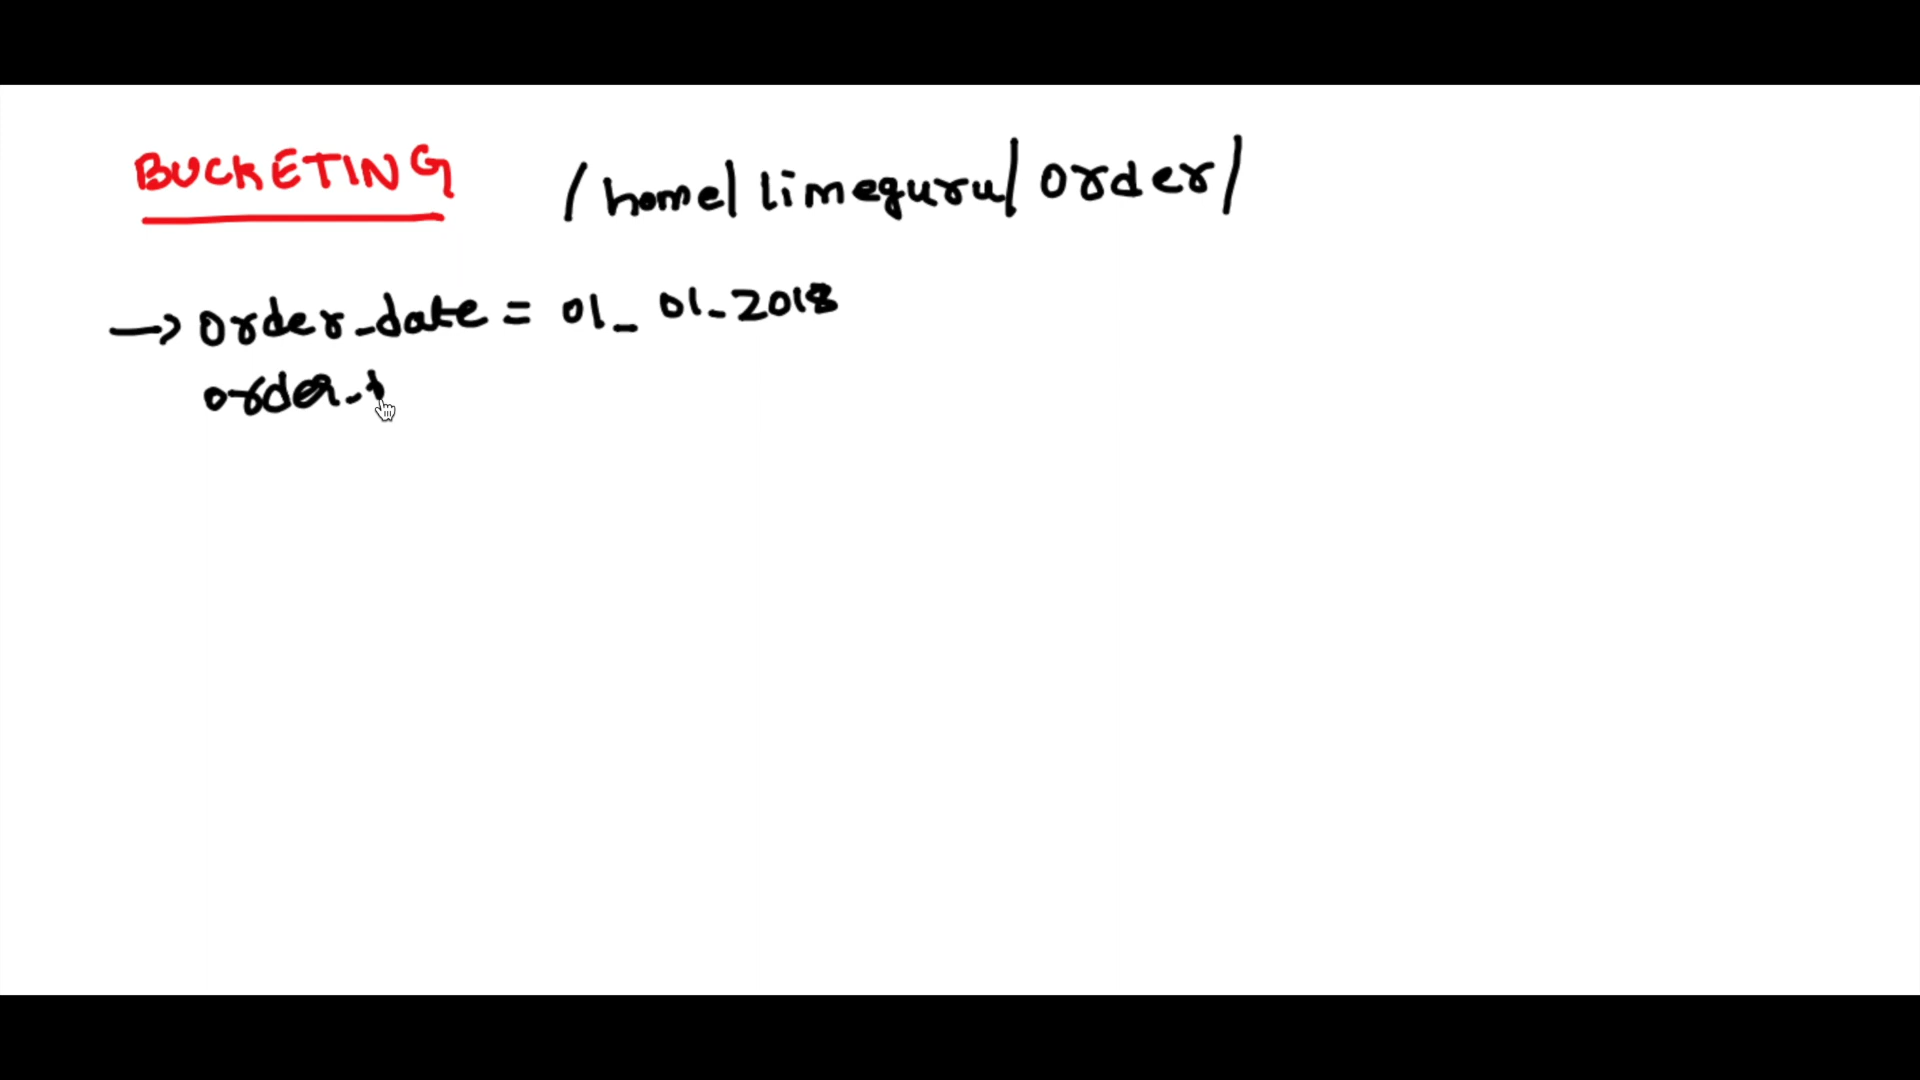 BUCKETING
/home/limeguru/order/
→ order_date = 01_01_2018
order_